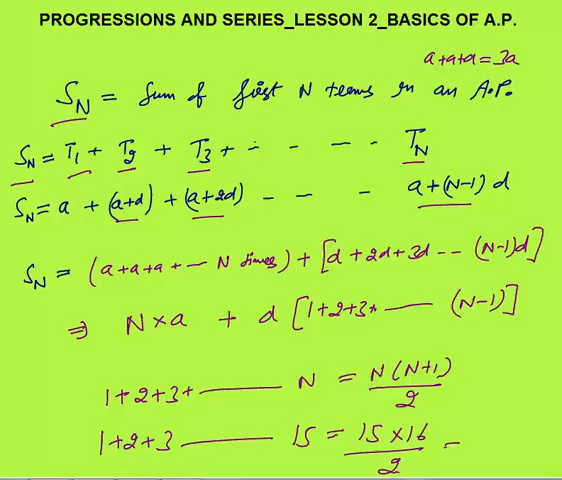 PROGRESSIONS AND SERIES_LESSON 2_BASICS OF A.P.
a+a+a = 3a
S_N = Sum of first N terms in an A.P.
S_N = T_1 + T_2 + T_3 + - - - - - T_N
S_N = a + (a+d) + (a+2d) - - - - a+(N-1)d
S_N = (a+a+a+ --- N times) + [d + 2d + 3d --- (N-1)d]
⇒ N×a + d [1+2+3+ —— (N-1)]
1+2+3+ ——— N = N(N+1)/2
1+2+3 ——— 15 = 15×16/2 =